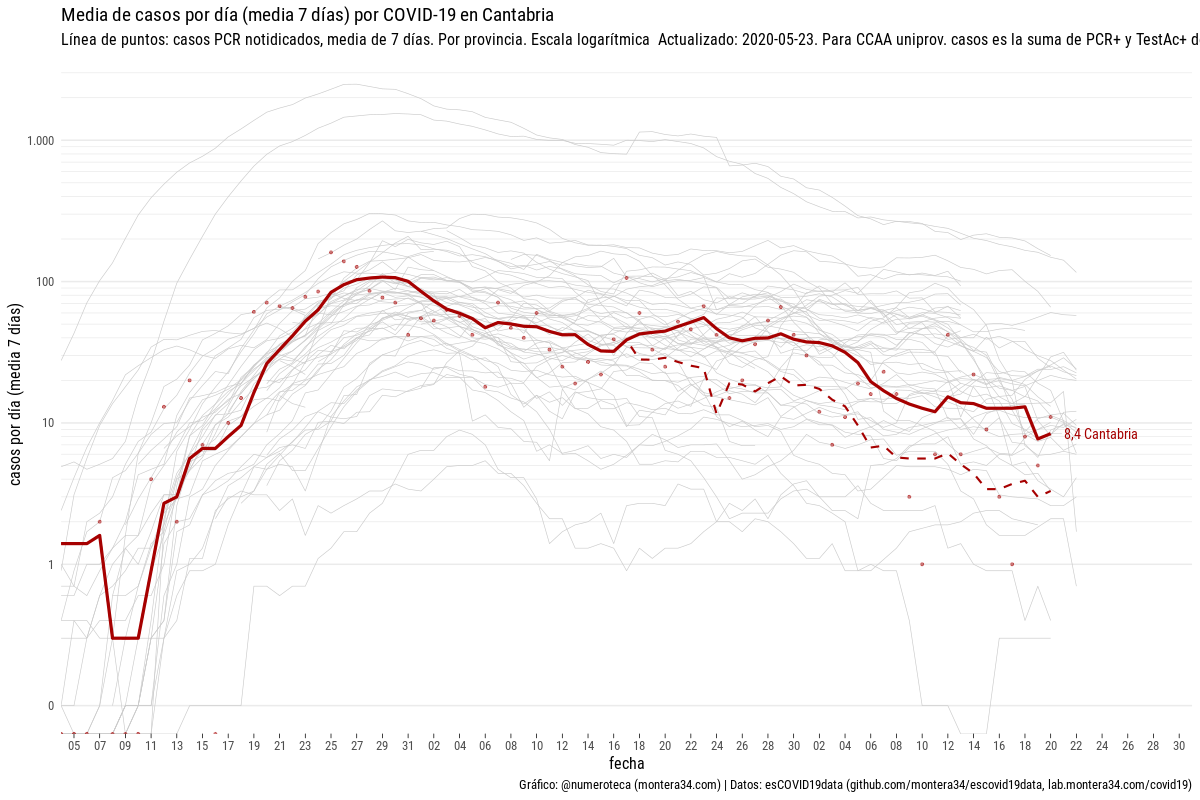 Media de casos por día (media 7 días) por COVID-19 en Cantabria
Línea de puntos: casos PCR notidicados, media de 7 días. Por provincia. Escala logarítmica  Actualizado: 2020-05-23. Para CCAA uniprov. casos es la suma de PCR+ y TestAc+ d
casos por día (media 7 días)
1.000
100
10
1
0
8,4 Cantabria
05 07 09 11 13 15 17 19 21 23 25 27 29 31 02 04 06 08 10 12 14 16 18 20 22 24 26 28 30 02 04 06 08 10 12 14 16 18 20 22 24 26 28 30
fecha
Gráfico: @numeroteca (montera34.com) | Datos: esCOVID19data (github.com/montera34/escovid19data, lab.montera34.com/covid19)